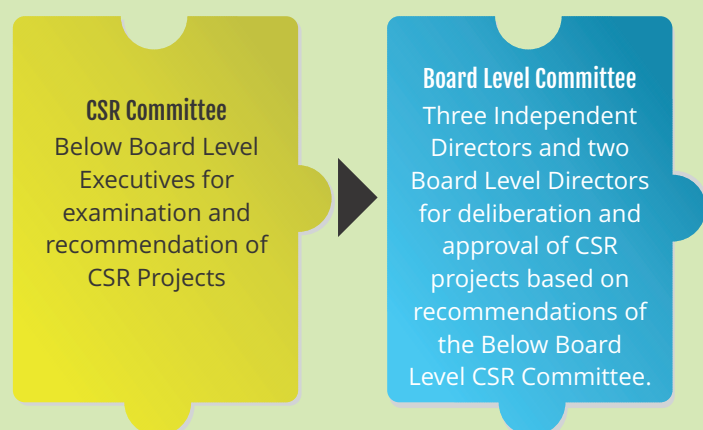 CSR Committee
Below Board Level
Executives for
examination and
recommendation of
CSR Projects
Board Level Committee
Three Independent
Directors and two
Board Level Directors
for deliberation and
approval of CSR
projects based on
recommendations of
the Below Board
Level CSR Committee.